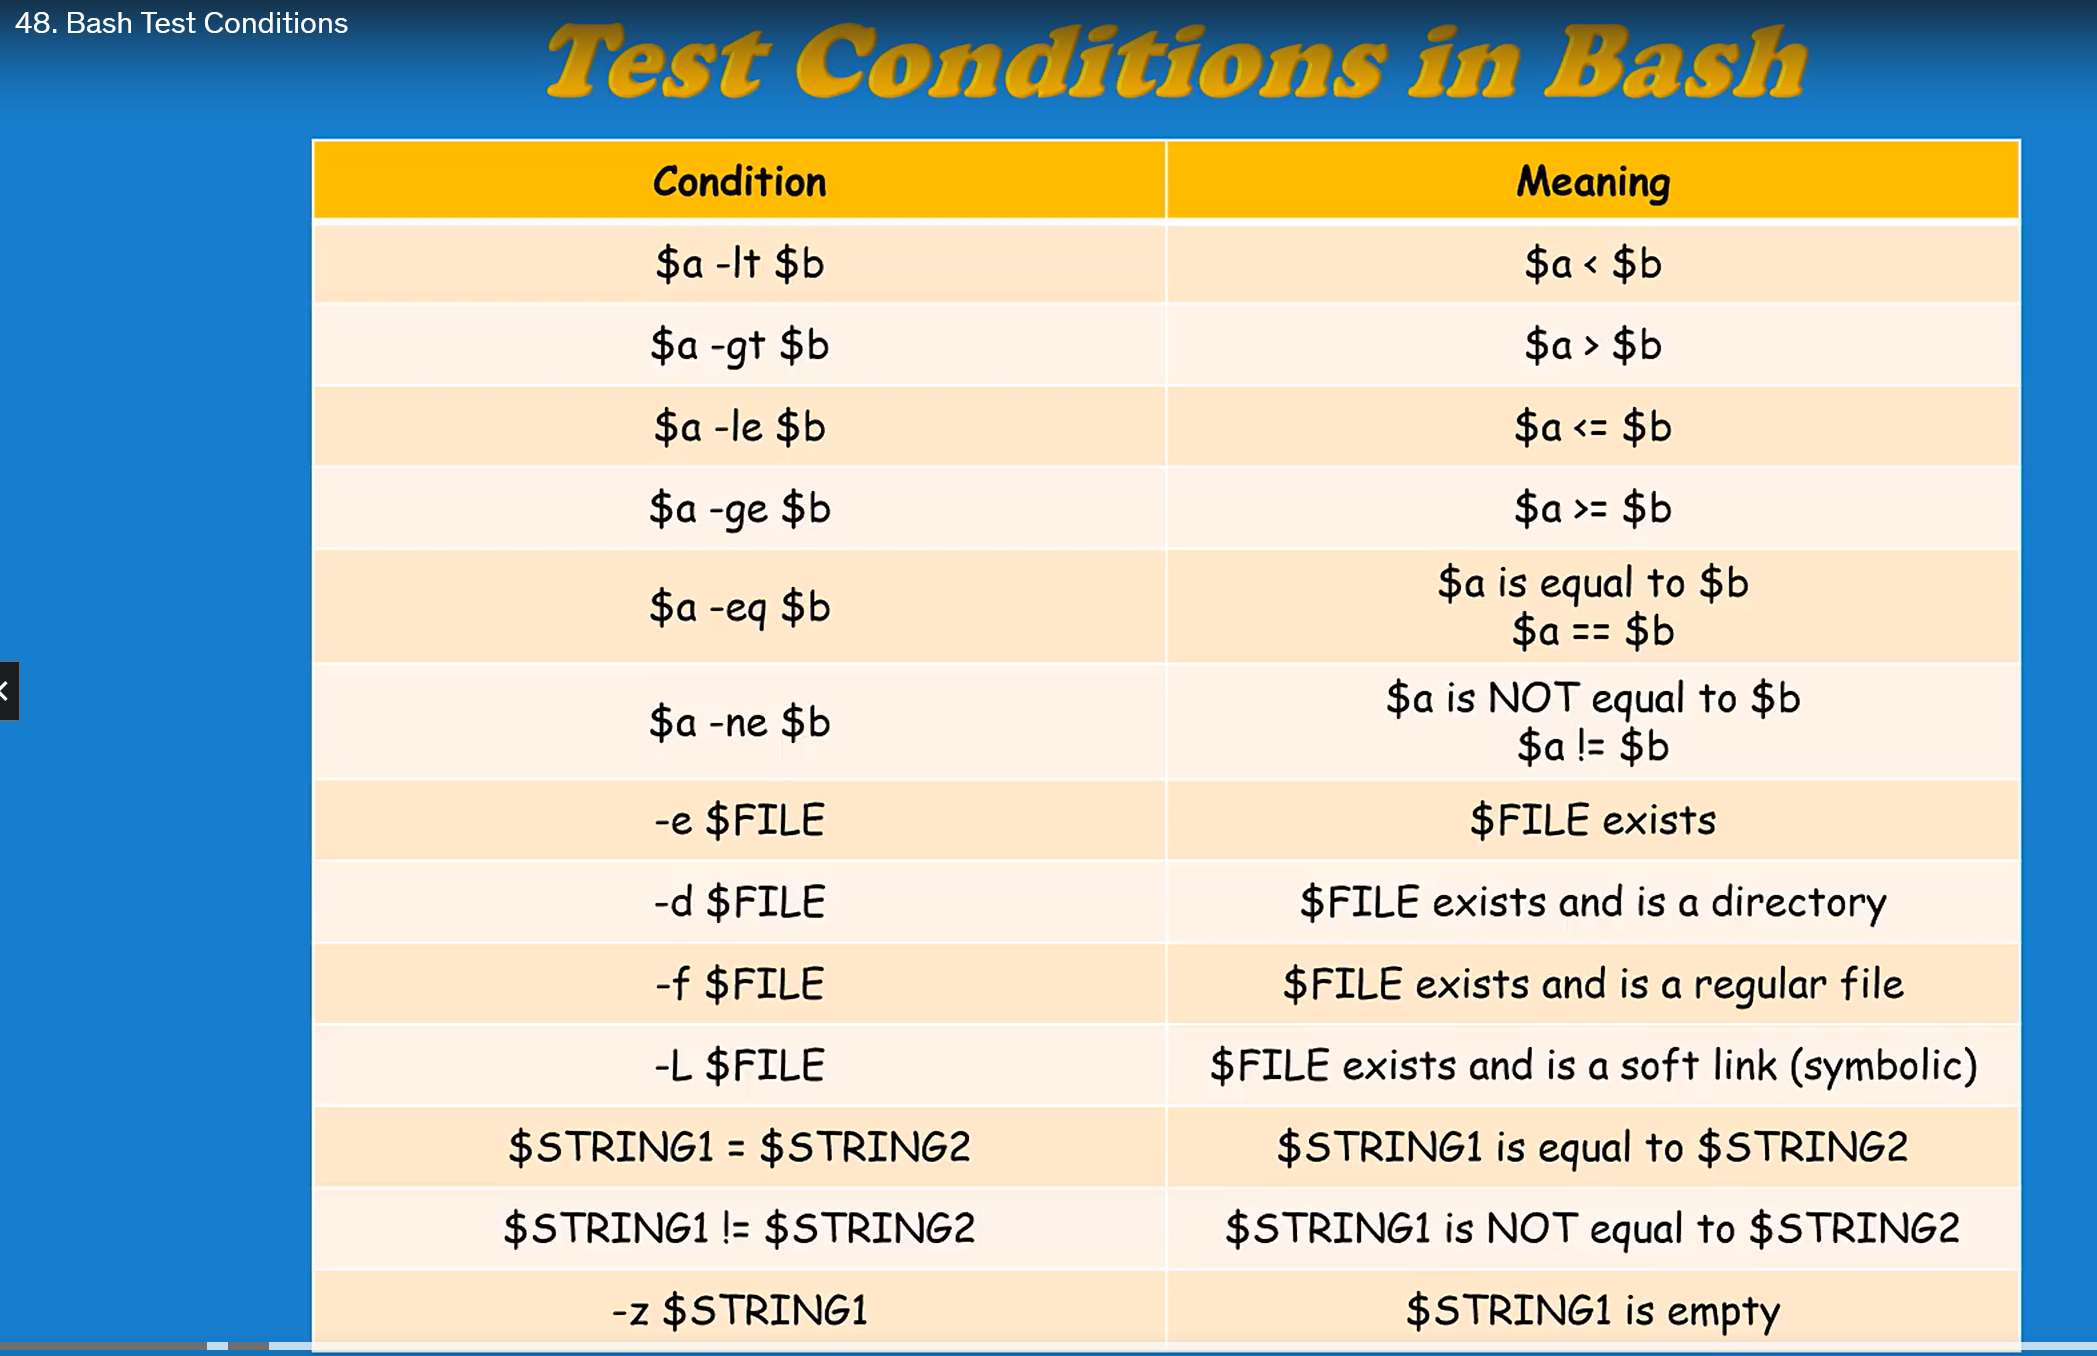 48. Bash Test Conditions
Test Conditions in Bash
Condition Meaning
$a -lt $b $a < $b
$a -gt $b $a > $b
$a -le $b $a <= $b
$a -ge $b $a >= $b
$a -eq $b $a is equal to $b
$a == $b
$a -ne $b $a is NOT equal to $b
$a != $b
-e $FILE $FILE exists
-d $FILE $FILE exists and is a directory
-f $FILE $FILE exists and is a regular file
-L $FILE $FILE exists and is a soft link (symbolic)
$STRING1 = $STRING2 $STRING1 is equal to $STRING2
$STRING1 != $STRING2 $STRING1 is NOT equal to $STRING2
-z $STRING1 $STRING1 is empty